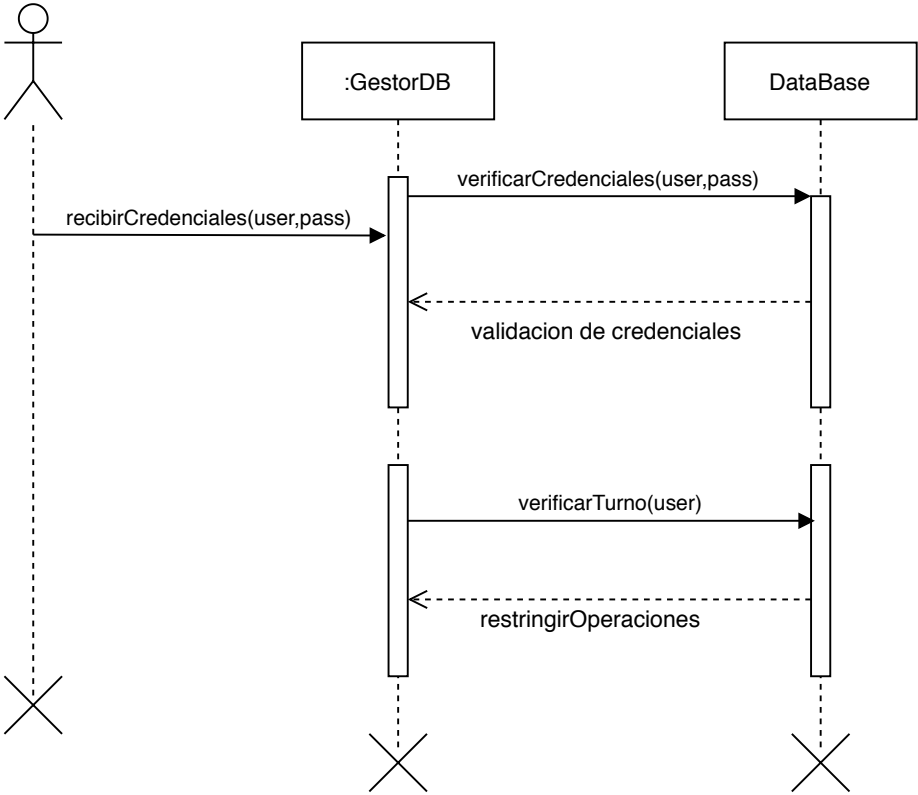 :GestorDB
DataBase
verificarCredenciales(user,pass)
recibirCredenciales(user,pass)
validacion de credenciales
verificarTurno(user)
restringirOperaciones